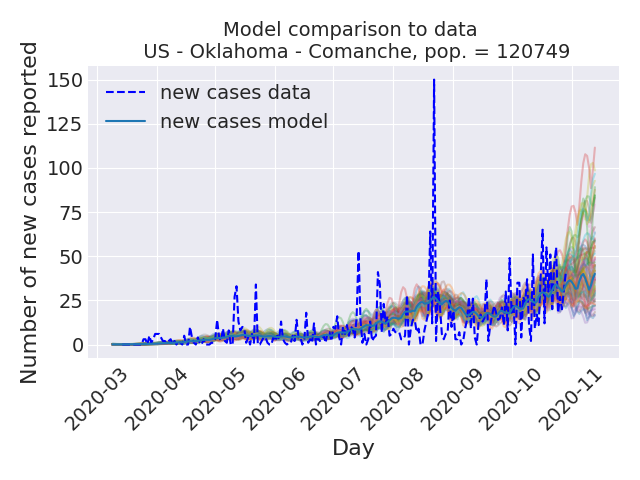 Model comparison to data
US - Oklahoma - Comanche, pop. = 120749
Number of new cases reported
150
125
100
75
50
25
0
new cases data
new cases model
2020-03
2020-04
2020-05
2020-06
2020-07
2020-08
2020-09
2020-10
2020-11
Day